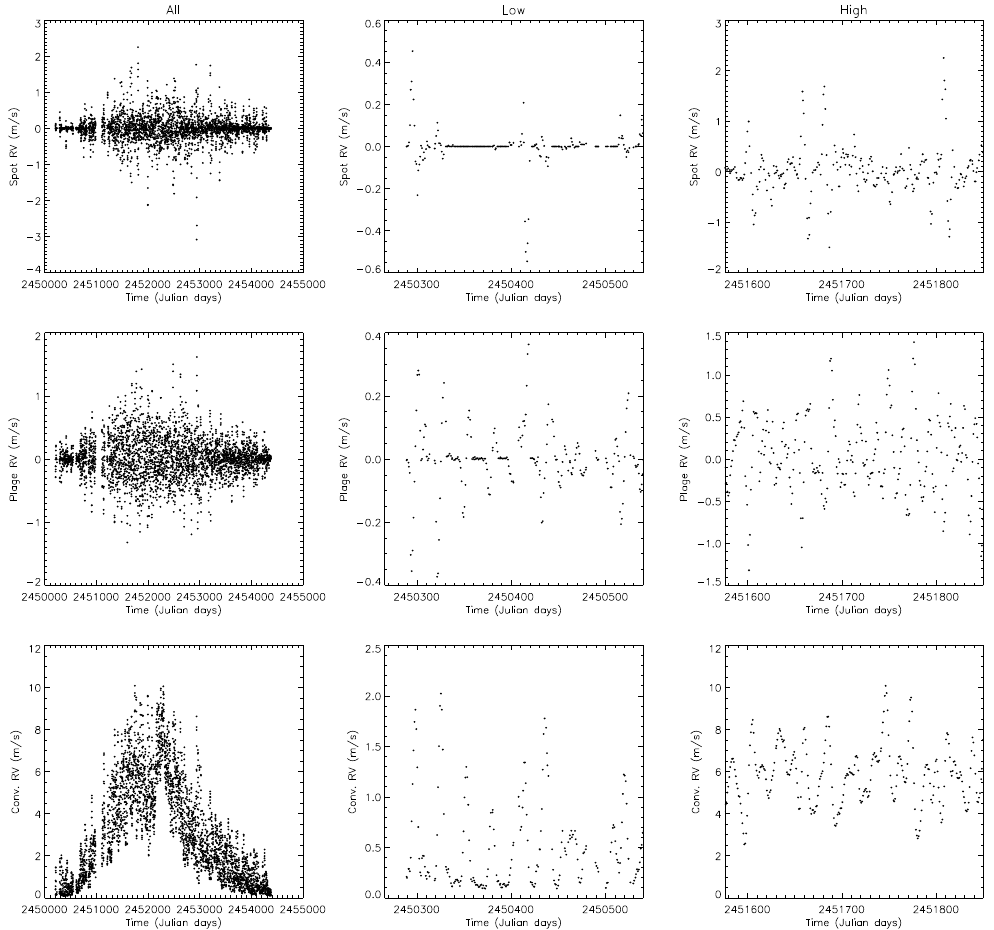 All
Low
High
3
2
1
0
−1
−2
−3
−4
Spot RV (m/s)
2450000 2451000 2452000 2453000 2454000 2455000
Time (Julian days)
0.6
0.4
0.2
0.0
−0.2
−0.4
−0.6
Spot RV (m/s)
2450300 2450400 2450500
Time (Julian days)
3
2
1
0
−1
−2
Spot RV (m/s)
2451600 2451700 2451800
Time (Julian days)
2
1
0
−1
−2
Plage RV (m/s)
2450000 2451000 2452000 2453000 2454000 2455000
Time (Julian days)
0.4
0.2
0.0
−0.2
−0.4
Plage RV (m/s)
2450300 2450400 2450500
Time (Julian days)
1.5
1.0
0.5
0.0
−0.5
−1.0
−1.5
Plage RV (m/s)
2451600 2451700 2451800
Time (Julian days)
12
10
8
6
4
2
0
Conv. RV (m/s)
2450000 2451000 2452000 2453000 2454000 2455000
Time (Julian days)
2.5
2.0
1.5
1.0
0.5
0.0
Conv. RV (m/s)
2450300 2450400 2450500
Time (Julian days)
12
10
8
6
4
2
0
Conv. RV (m/s)
2451600 2451700 2451800
Time (Julian days)